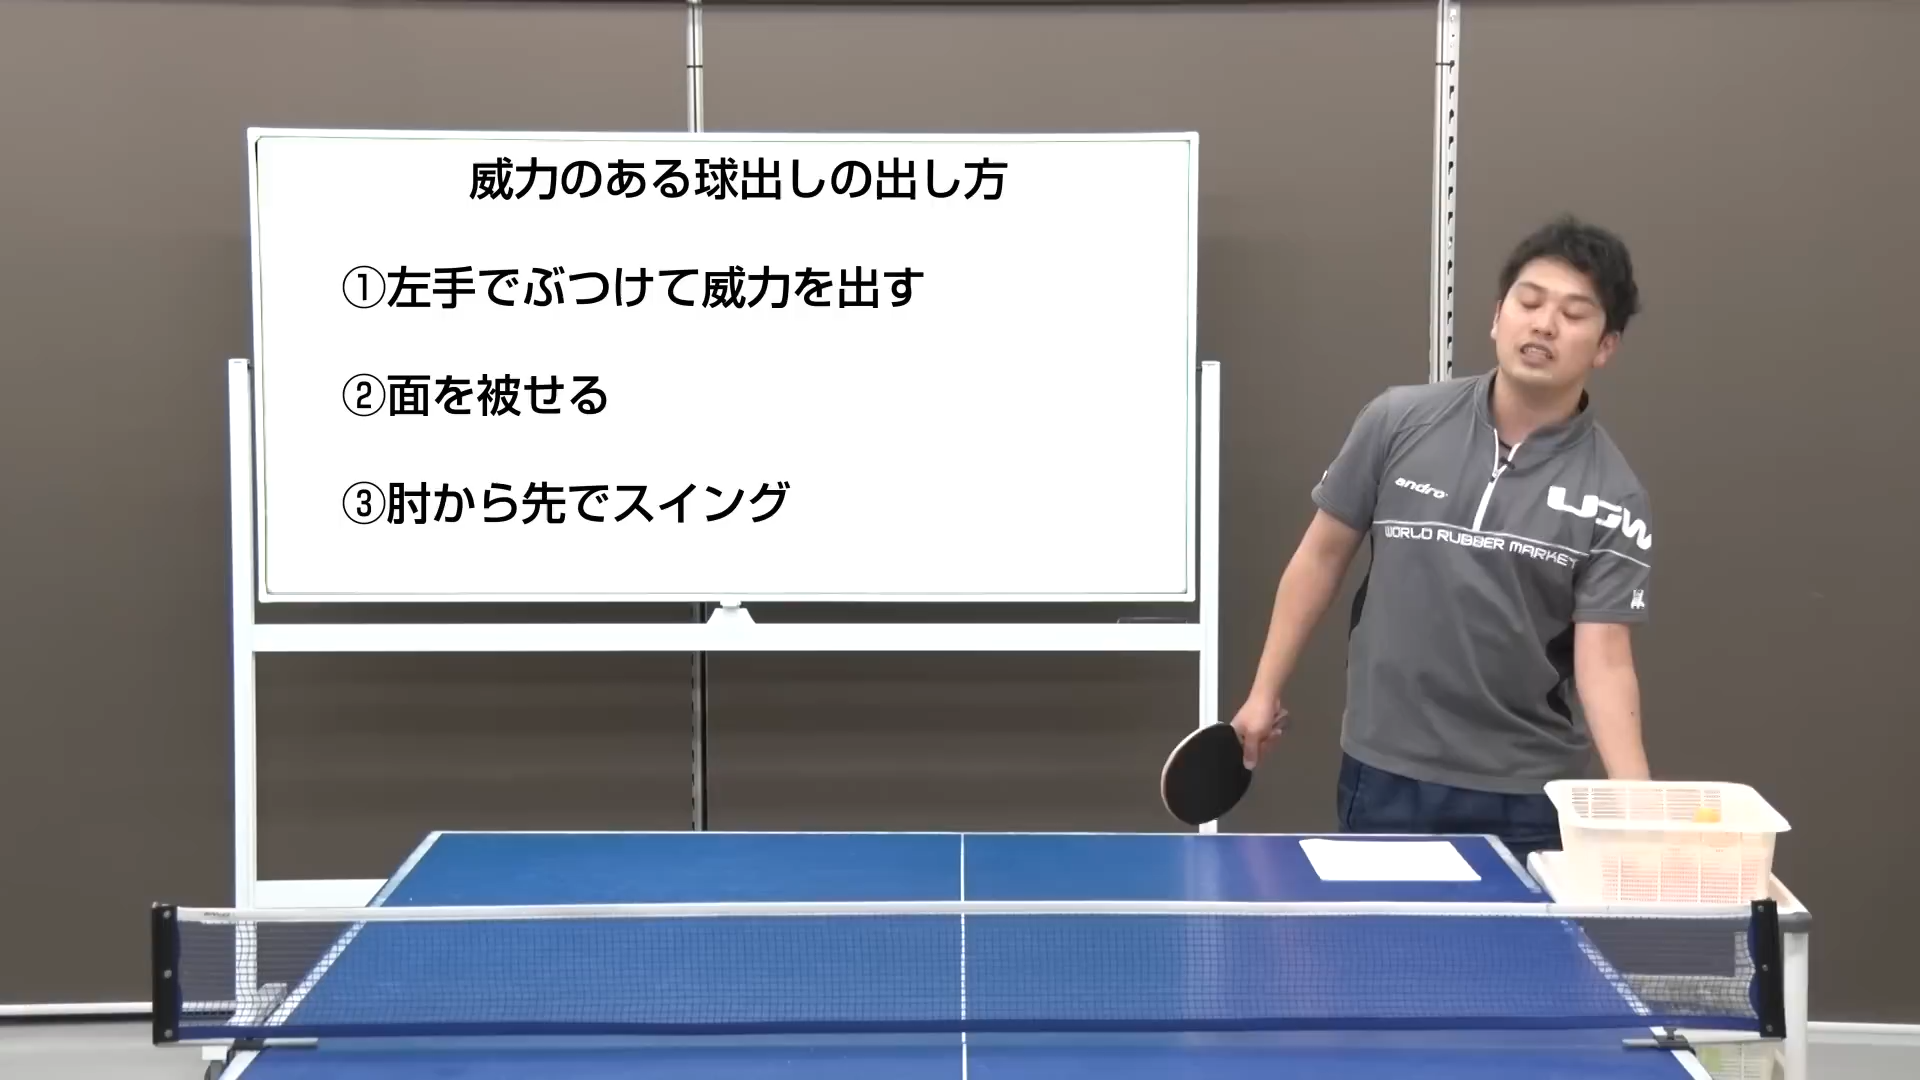 威力のある球出しの出し方
①左手でぶつけて威力を出す
②面を被せる
③肘から先でスイング
andro
WORLD RUBBER MARKET